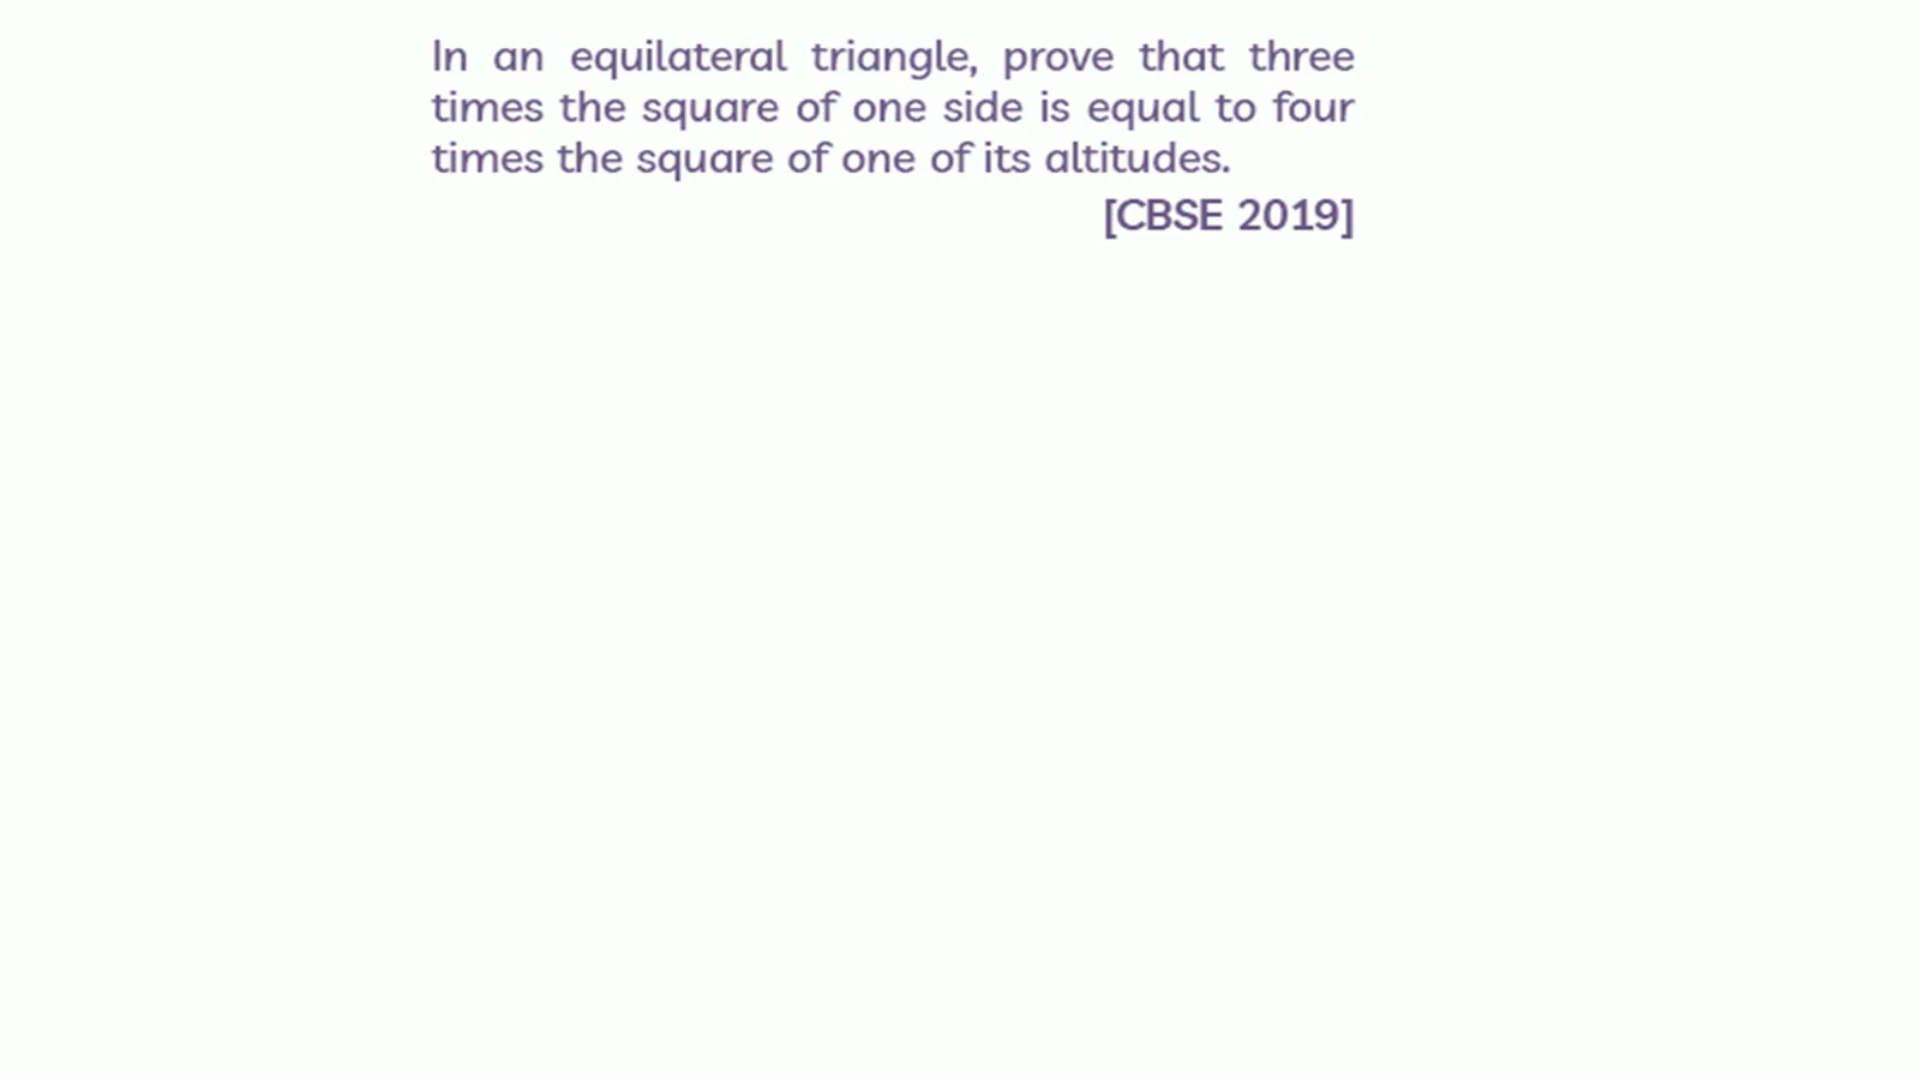 In an equilateral triangle, prove that three
times the square of one side is equal to four
times the square of one of its altitudes.
[CBSE 2019]